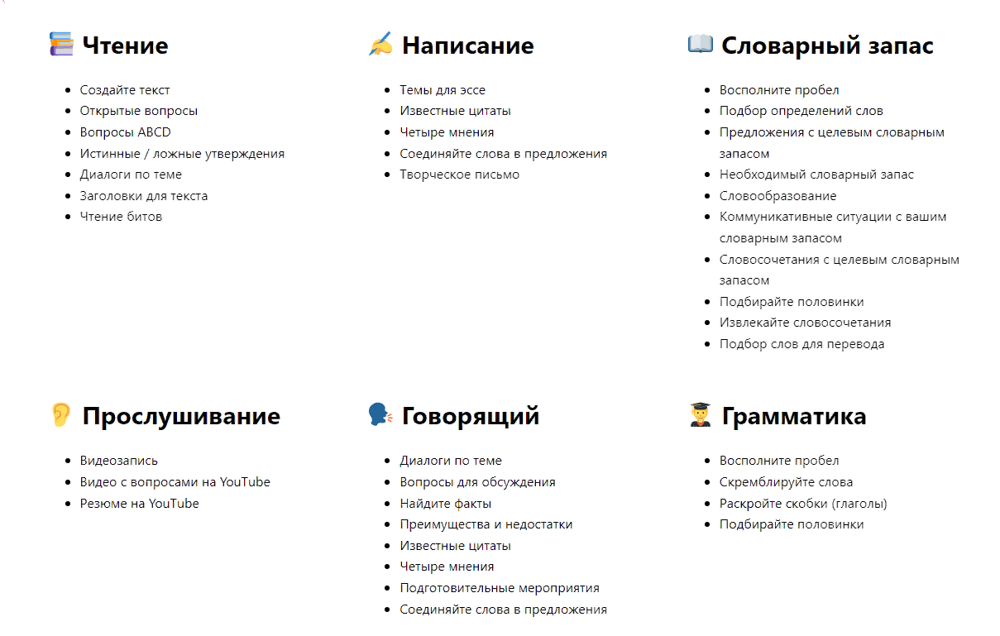 Чтение
Создайте текст
Открытые вопросы
Вопросы ABCD
Истинные / ложные утверждения
Диалоги по теме
Заголовки для текста
Чтение битов
Написание
Темы для эссе
Известные цитаты
Четыре мнения
Соединяйте слова в предложения
Творческое письмо
Словарный запас
Восполните пробел
Подбор определений слов
Предложения с целевым словарным
запасом
Необходимый словарный запас
Словообразование
Коммуникативные ситуации с вашим
словарным запасом
Словосочетания с целевым словарным
запасом
Подбирайте половинки
Извлекайте словосочетания
Подбор слов для перевода
Прослушивание
Видеозапись
Видео с вопросами на YouTube
Резюме на YouTube
Говорящий
Диалоги по теме
Вопросы для обсуждения
Найдите факты
Преимущества и недостатки
Известные цитаты
Четыре мнения
Подготовительные мероприятия
Соединяйте слова в предложения
Грамматика
Восполните пробел
Скремблируйте слова
Раскройте скобки (глаголы)
Подбирайте половинки